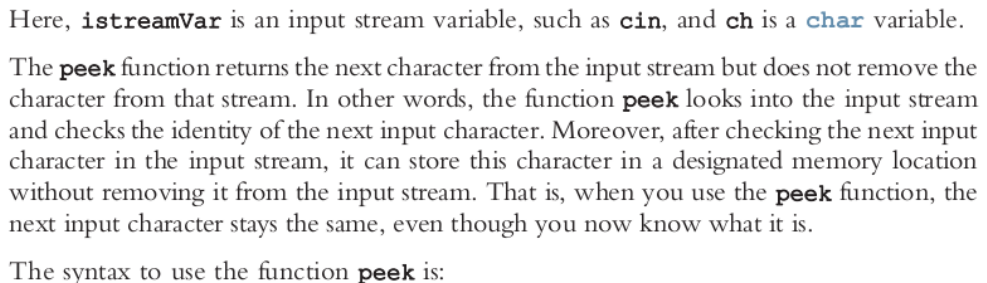 Here, istreamVar is an input stream variable, such as cin, and ch is a char variable.
The peek function returns the next character from the input stream but does not remove the
character from that stream. In other words, the function peek looks into the input stream
and checks the identity of the next input character. Moreover, after checking the next input
character in the input stream, it can store this character in a designated memory location
without removing it from the input stream. That is, when you use the peek function, the
next input character stays the same, even though you now know what it is.
The syntax to use the function peek is: